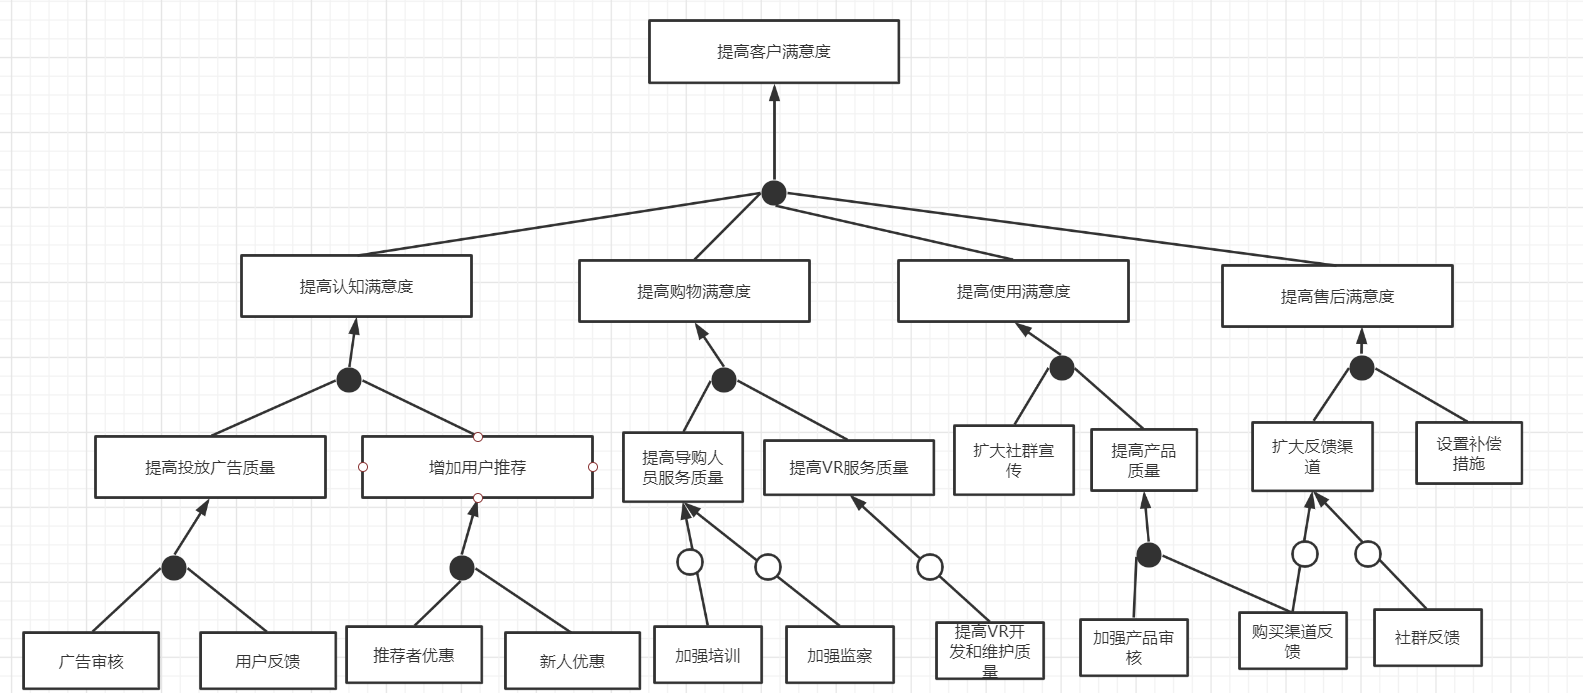 提高客户满意度
提高认知满意度
提高购物满意度
提高使用满意度
提高售后满意度
提高投放广告质量
增加用户推荐
提高导购人
员服务质量
提高VR服务质量
扩大社群宣
传
提高产品
质量
扩大反馈渠
道
设置补偿
措施
广告审核
用户反馈
推荐者优惠
新人优惠
加强培训
加强监察
提高VR开
发和维护质
量
加强产品审
核
购买渠道反
馈
社群反馈